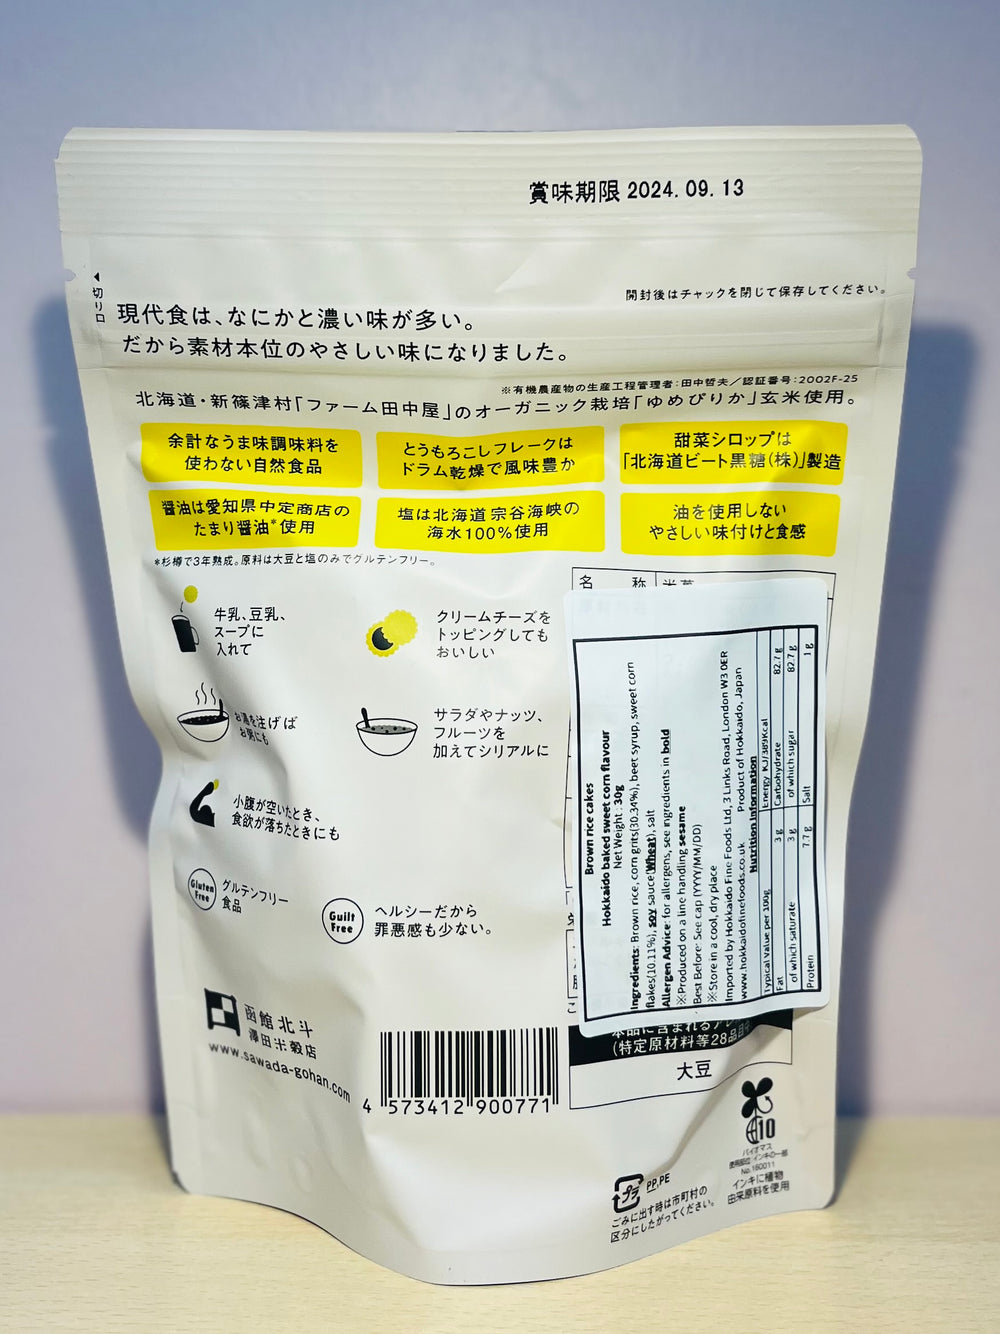 賞味期限 2024.09.13
◀切り口
開封後はチャックを閉じて保存してください。
現代食は、なにかと濃い味が多い。
だから素材本位のやさしい味になりました。
※有機農産物の生産工程管理者:田中哲夫／認証番号:2002F-25
北海道・新篠津村「ファーム田中屋」のオーガニック栽培「ゆめぴりか」玄米使用。
余計なうま味調味料を
使わない自然食品
とうもろこしフレークは
ドラム乾燥で風味豊か
甜菜シロップは
「北海道ビート黒糖(株)」製造
醤油は愛知県中定商店の
たまり醤油*使用
塩は北海道宗谷海峡の
海水100%使用
油を使用しない
やさしい味付けと食感
*杉樽で3年熟成。原料は大豆と塩のみでグルテンフリー。
牛乳、豆乳、
スープに
入れて
クリームチーズを
トッピングしても
おいしい
お湯を注げば
お粥にも
サラダやナッツ、
フルーツを
加えてシリアルに
小腹が空いたとき、
食欲が落ちたときにも
Gluten
Free
グルテンフリー
食品
Guilt
Free
ヘルシーだから
罪悪感も少ない。
函館北斗
澤田米穀店
www.sawada-gohan.com
4 573412 900771
名 称
Brown rice cakes
Hokkaido baked sweet corn flavour
Net Weight : 30g
Ingredients: Brown rice, corn grits(30.34%), beet syrup, sweet corn
flakes(10.11%), soy sauce(Wheat), salt
Allergen Advice: for allergens, see ingredients in bold
※Produced on a line handling sesame
Best Before: See cap (YYYY/MM/DD)
※Store in a cool, dry place
Imported by Hokkaido Fine Foods Ltd, 3 Links Road, London W3 0ER
www.hokkaidofinefoods.co.uk Product of Hokkaido, Japan
Nutrition Information
Typical Value per 100g Energy KJ/389Kcal
Fat 3g Carbohydrate 82.7g
of which saturate 3g of which sugar 82.7g
Protein 7.7g Salt 1g
本品に含まれるアレ
(特定原材料等28品目
大豆
10
バイオマス
No.160011
インキに植物
由来原料を使用
プラ
PP,PE
ごみに出す時は市町村の
区分にしたがってください。